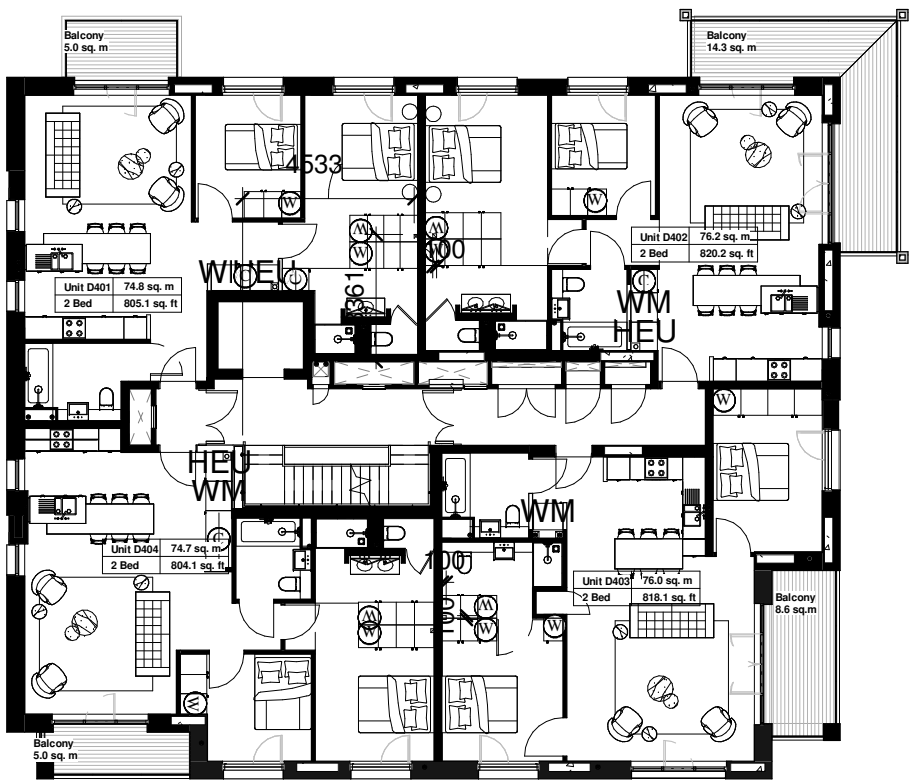 Balcony
5.0 sq. m
Balcony
14.3 sq. m
4533
W
W
W
W
W
100
Unit D402 76.2 sq. m
2 Bed 820.2 sq. ft
C
C
C
WM
HEU
361
Unit D401 74.8 sq. m
2 Bed 805.1 sq. ft
W
HEU
WM
WM
C
Unit D404 74.7 sq. m
2 Bed 804.1 sq. ft
100
100
Unit D403 76.0 sq. m
2 Bed 818.1 sq. ft
Balcony
8.6 sq.m
W
W
W
W
W
W
Balcony
5.0 sq. m